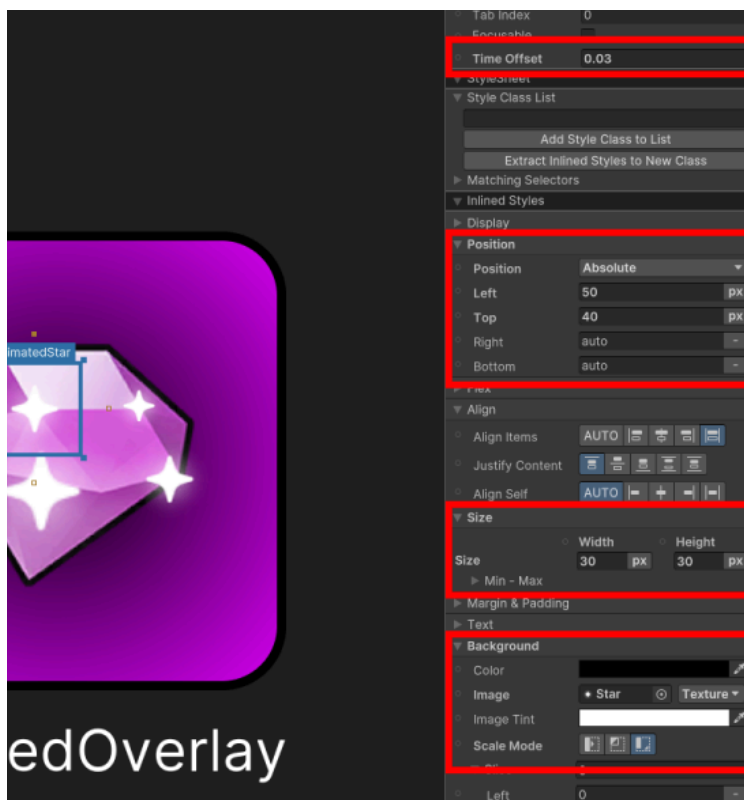 Tab Index 0
Focusable
Time Offset 0.03
StyleSheet
Style Class List
Add Style Class to List
Extract Inlined Styles to New Class
Matching Selectors
Inlined Styles
Display
Position
Position Absolute
Left 50 px
Top 40 px
Right auto -
Bottom auto -
Flex
Align
Align Items AUTO
Justify Content
Align Self AUTO
Size
Width Height
Size 30 px 30 px
Min - Max
Margin & Padding
Text
Background
Color
Image Star Texture
Image Tint
Scale Mode
Left 0 -
imatedStar
edOverlay